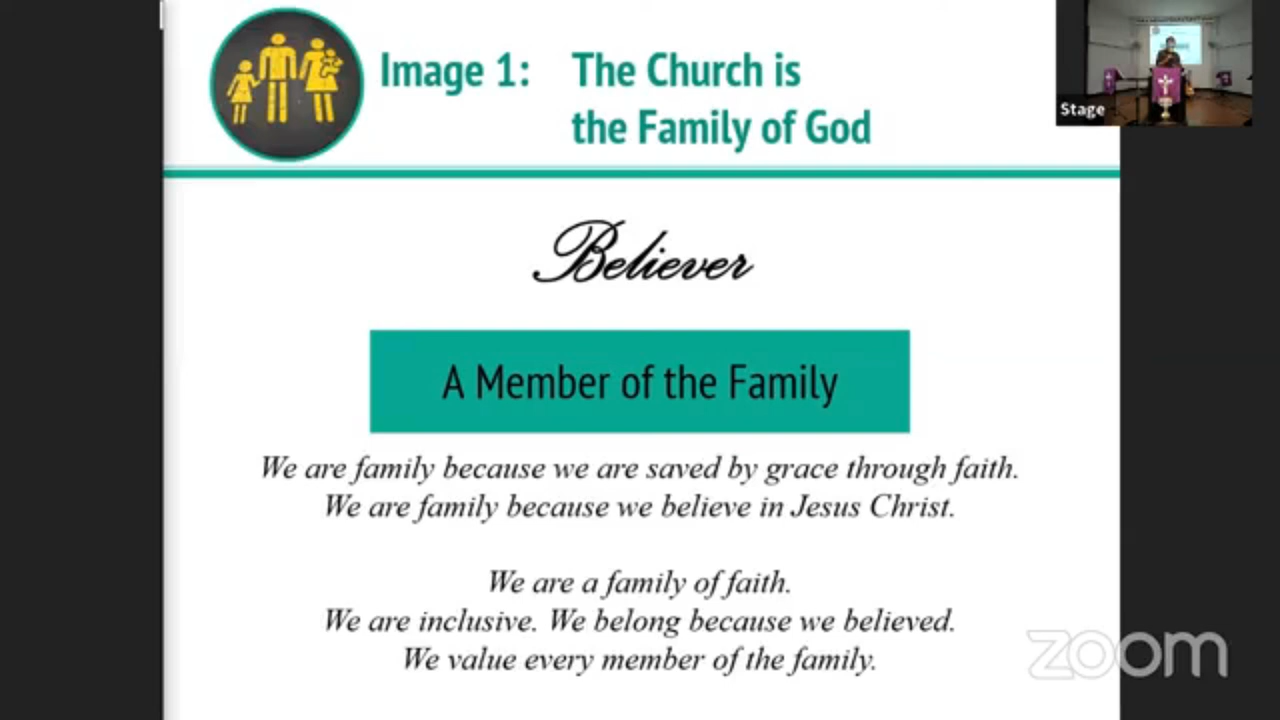 Image 1: The Church is
the Family of God
Stage
Believer
A Member of the Family
We are family because we are saved by grace through faith.
We are family because we believe in Jesus Christ.
We are a family of faith.
We are inclusive. We belong because we believed.
We value every member of the family.
zoom